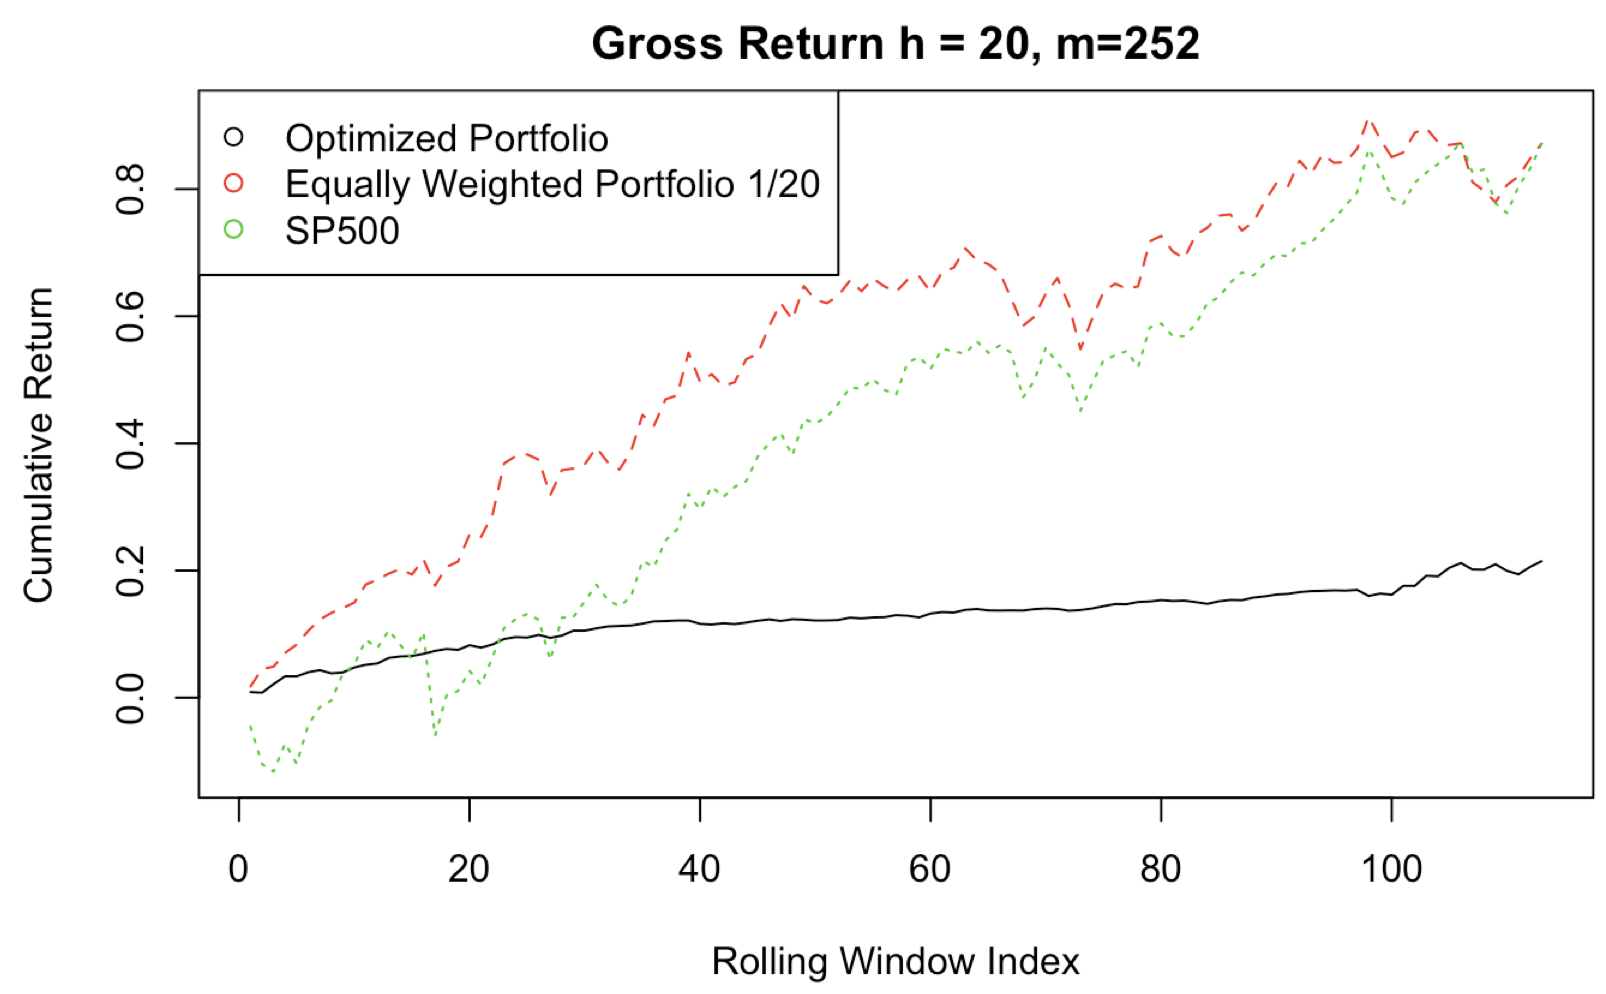 Gross Return h = 20, m=252
Optimized Portfolio
Equally Weighted Portfolio 1/20
SP500
Cumulative Return
0.8
0.6
0.4
0.2
0.0
0 20 40 60 80 100
Rolling Window Index